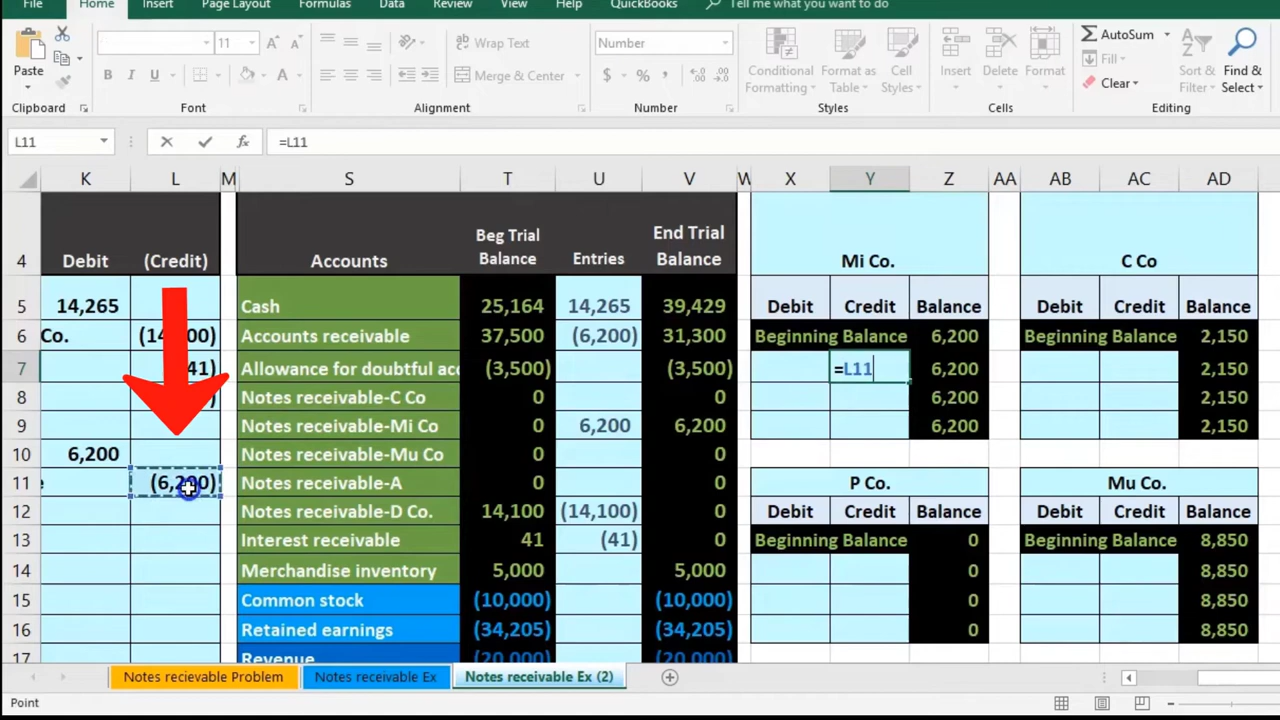 File Home Insert Page Layout Formulas Data Review View Help QuickBooks Tell me what you want to do
11 Wrap Text Number AutoSum
Paste B I U Merge & Center $ % Conditional Formatting Format as Table Cell Styles Insert Delete Format Fill Clear Sort & Filter Find & Select
Clipboard Font Alignment Number Styles Cells Editing
L11 fx =L11
K L M S T U V W X Y Z AA AB AC AD
4 Debit (Credit) Accounts Beg Trial Balance Entries End Trial Balance Mi Co. C Co
5 14,265 Cash 25,164 14,265 39,429 Debit Credit Balance Debit Credit Balance
6 Co. Accounts receivable 37,500 (6,200) 31,300 Beginning Balance 6,200 Beginning Balance 2,150
7 41) Allowance for doubtful acc (3,500) (3,500) =L11 6,200 2,150
8 Notes receivable-C Co 0 0 6,200 2,150
9 Notes receivable-Mi Co 0 6,200 6,200 6,200 2,150
10 6,200 Notes receivable-Mu Co 0 0
11 (6,200) Notes receivable-A 0 0 P Co. Mu Co.
12 Notes receivable-D Co. 14,100 (14,100) 0 Debit Credit Balance Debit Credit Balance
13 Interest receivable 41 (41) 0 Beginning Balance 0 Beginning Balance 8,850
14 Merchandise inventory 5,000 5,000 0 8,850
15 Common stock (10,000) (10,000) 0 8,850
16 Retained earnings (34,205) (34,205) 0 8,850
17 Revenue (20,000) (20,000)
Notes recievable Problem Notes receivable Ex Notes receivable Ex (2)
Point